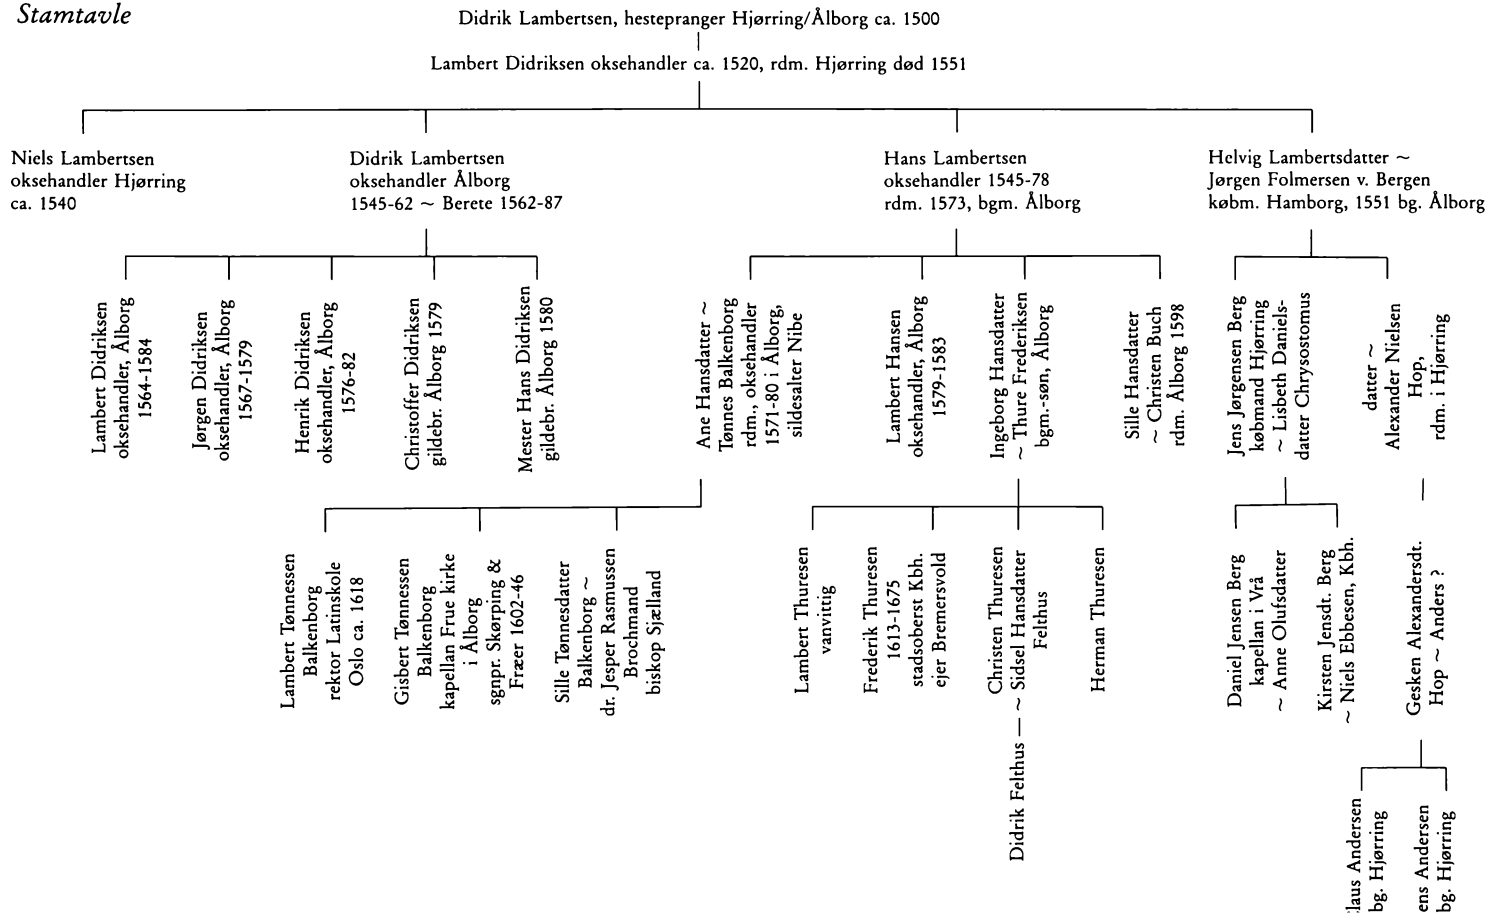 Stamtavle
Didrik Lambertsen, hestepranger Hjørring/Ålborg ca. 1500
Lambert Didriksen oksehandler ca. 1520, rdm. Hjørring død 1551
Niels Lambertsen
oksehandler Hjørring
ca. 1540
Didrik Lambertsen
oksehandler Ålborg
1545-62 ~ Berete 1562-87
Hans Lambertsen
oksehandler 1545-78
rdm. 1573, bgm. Ålborg
Helvig Lambertsdatter ~
Jørgen Folmersen v. Bergen
købm. Hamborg, 1551 bg. Ålborg
Lambert Didriksen
oksehandler, Ålborg
1564-1584
Jørgen Didriksen
oksehandler, Ålborg
1567-1579
Henrik Didriksen
oksehandler, Ålborg
1576-82
Christoffer Didriksen
gildebr. Ålborg 1579
Mester Hans Didriksen
gildebr. Ålborg 1580
Ane Hansdatter ~
Tønnes Balkenborg
rdm., oksehandler
1571-80 i Ålborg,
sildesalter Nibe
Lambert Hansen
oksehandler, Ålborg
1579-1583
Ingeborg Hansdatter
~ Thure Frederiksen
bgm.-søn, Ålborg
Sille Hansdatter
~ Christen Buch
rdm. Ålborg 1598
Jens Jørgensen Berg
købmand Hjørring
~ Lisbeth Daniels-
datter Chrysostomus
datter ~
Alexander Nielsen
Hop,
rdm. i Hjørring
Lambert Tønnessen
Balkenborg
rektor Latinskole
Oslo ca. 1618
Gisbert Tønnessen
Balkenborg
kapellan Frue kirke
i Ålborg
sgnpr. Skørping &
Fræer 1602-46
Sille Tønnesdatter
Balkenborg ~
dr. Jesper Rasmussen
Brochmand
biskop Sjælland
Lambert Thuresen
vanvittig
Frederik Thuresen
1613-1675
stadsoberst Kbh.
ejer Bremersvold
Christen Thuresen
~ Sidsel Hansdatter
Felthus
Didrik Felthus
Herman Thuresen
Daniel Jensen Berg
kapellan i Vrå
~ Anne Olufsdatter
Kirsten Jensdt. Berg
~ Niels Ebbesen, Kbh.
Gesken Alexandersdt.
Hop ~ Anders ?
laus Andersen
bg. Hjørring
ens Andersen
bg. Hjørring